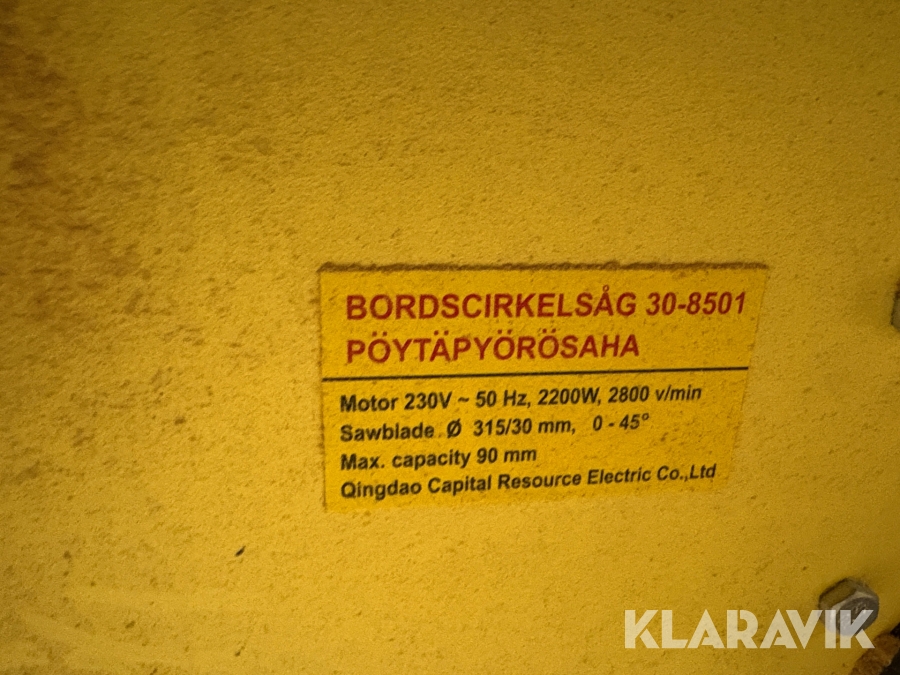 BORDSCIRKELSÅG 30-8501
PÖYTÄPYÖRÖSAHA
Motor 230V ~ 50 Hz, 2200W, 2800 v/min
Sawblade Ø 315/30 mm, 0 - 45°
Max. capacity 90 mm
Qingdao Capital Resource Electric Co.,Ltd
KLARAVIK